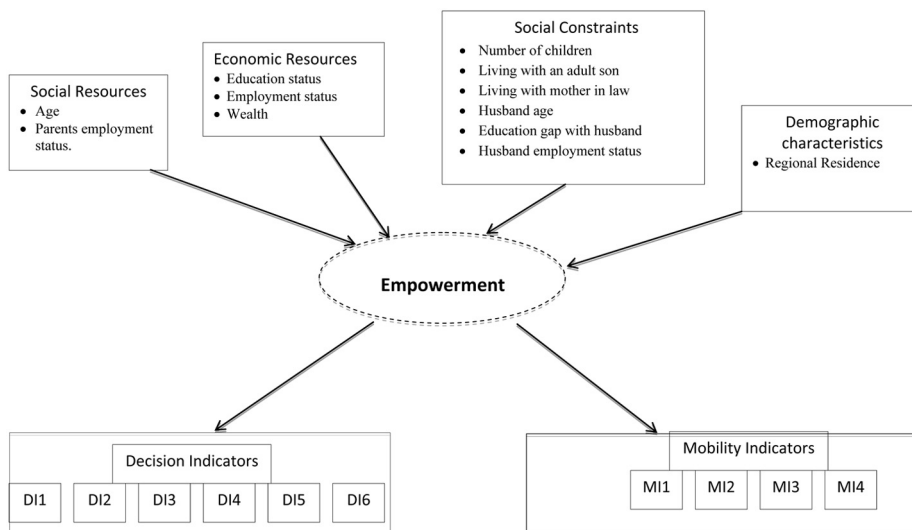 Social Resources
Age
Parents employment
status.
Economic Resources
Education status
Employment status
Wealth
Social Constraints
Number of children
Living with an adult son
Living with mother in law
Husband age
Education gap with husband
Husband employment status
Demographic
characteristics
Regional Residence
Empowerment
Decision Indicators
DI1 DI2 DI3 DI4 DI5 DI6
Mobility Indicators
MI1 MI2 MI3 MI4